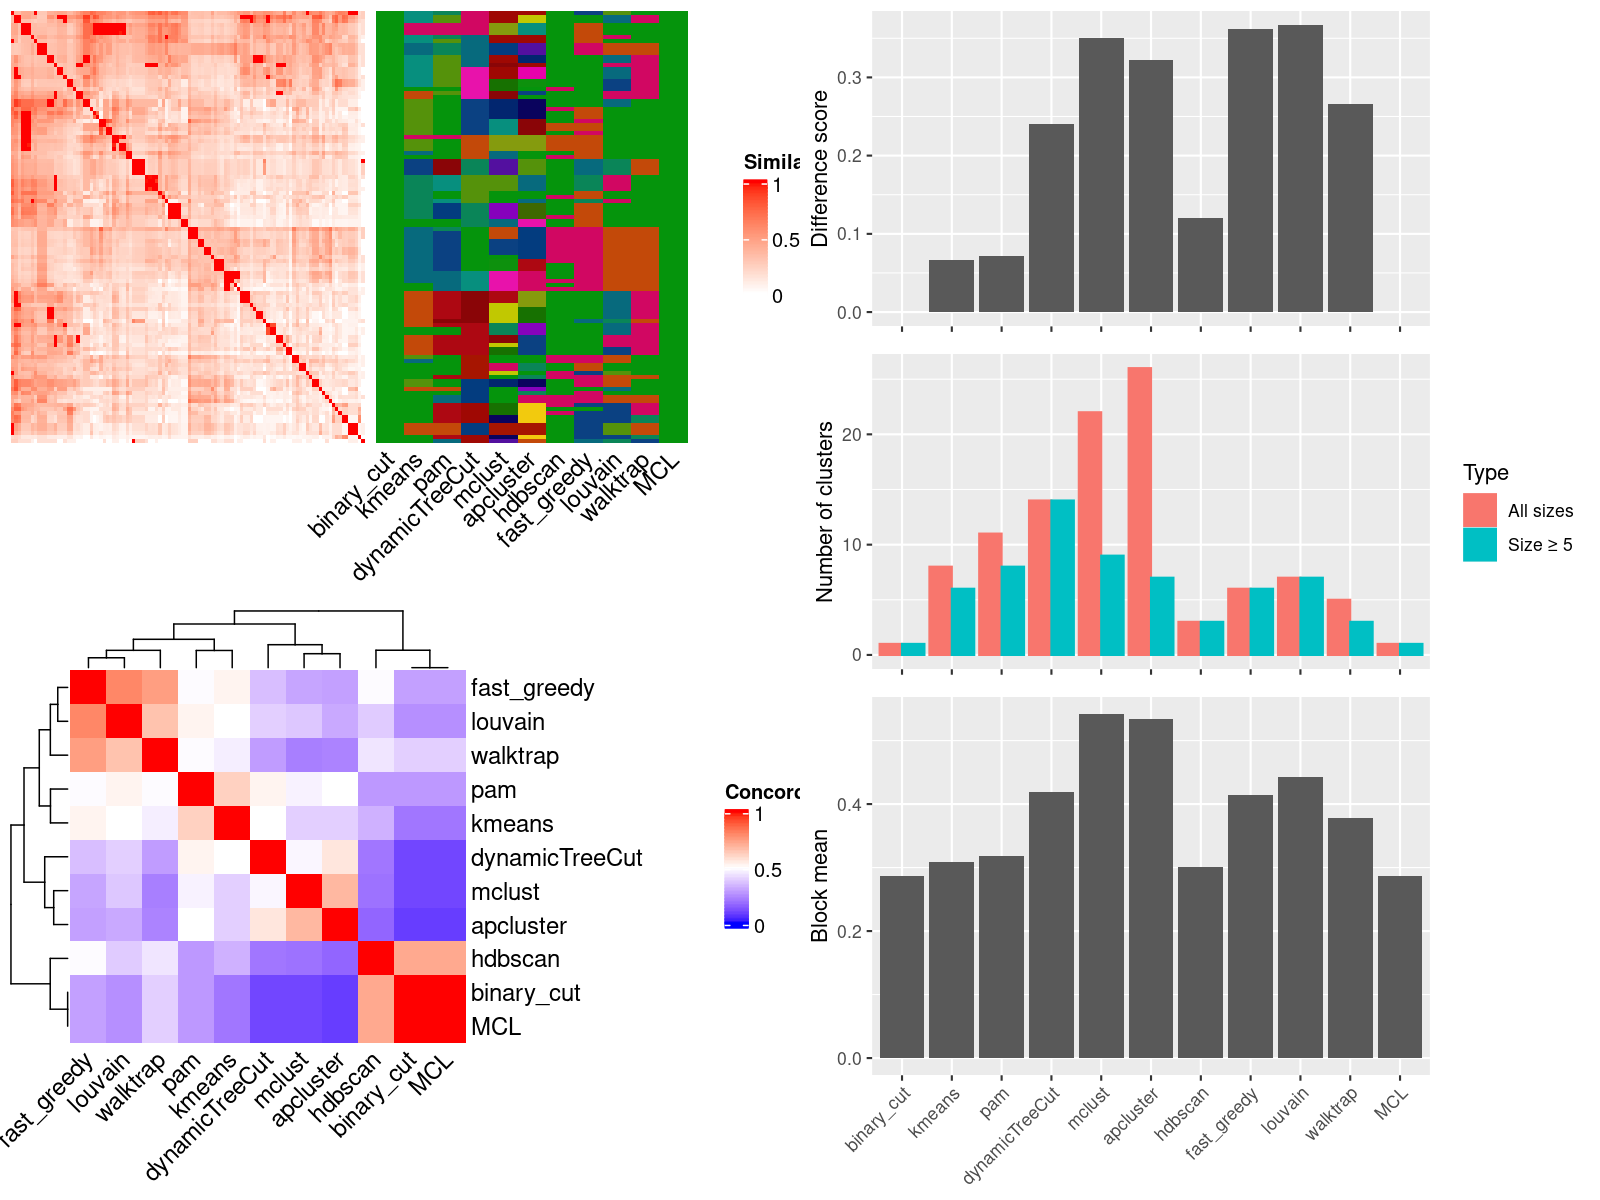 Simila
1
0.5
0
binary_cut
kmeans
pam
dynamicTreeCut
mclust
apcluster
hdbscan
fast_greedy
louvain
walktrap
MCL
fast_greedy
louvain
walktrap
pam
kmeans
dynamicTreeCut
mclust
apcluster
hdbscan
binary_cut
MCL
fast_greedy
louvain
walktrap
pam
kmeans
dynamicTreeCut
mclust
apcluster
hdbscan
binary_cut
MCL
Concord
1
0.5
0
Difference score
0.3
0.2
0.1
0.0
Number of clusters
20
10
0
Type
All sizes
Size ≥ 5
Block mean
0.4
0.2
0.0
binary_cut
kmeans
pam
dynamicTreeCut
mclust
apcluster
hdbscan
fast_greedy
louvain
walktrap
MCL